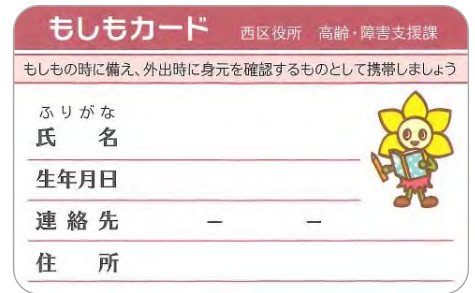 もしもカード 西区役所 高齢・障害支援課
もしもの時に備え、外出時に身元を確認するものとして携帯しましょう
ふりがな
氏 名
生年月日
連絡先 － －
住 所